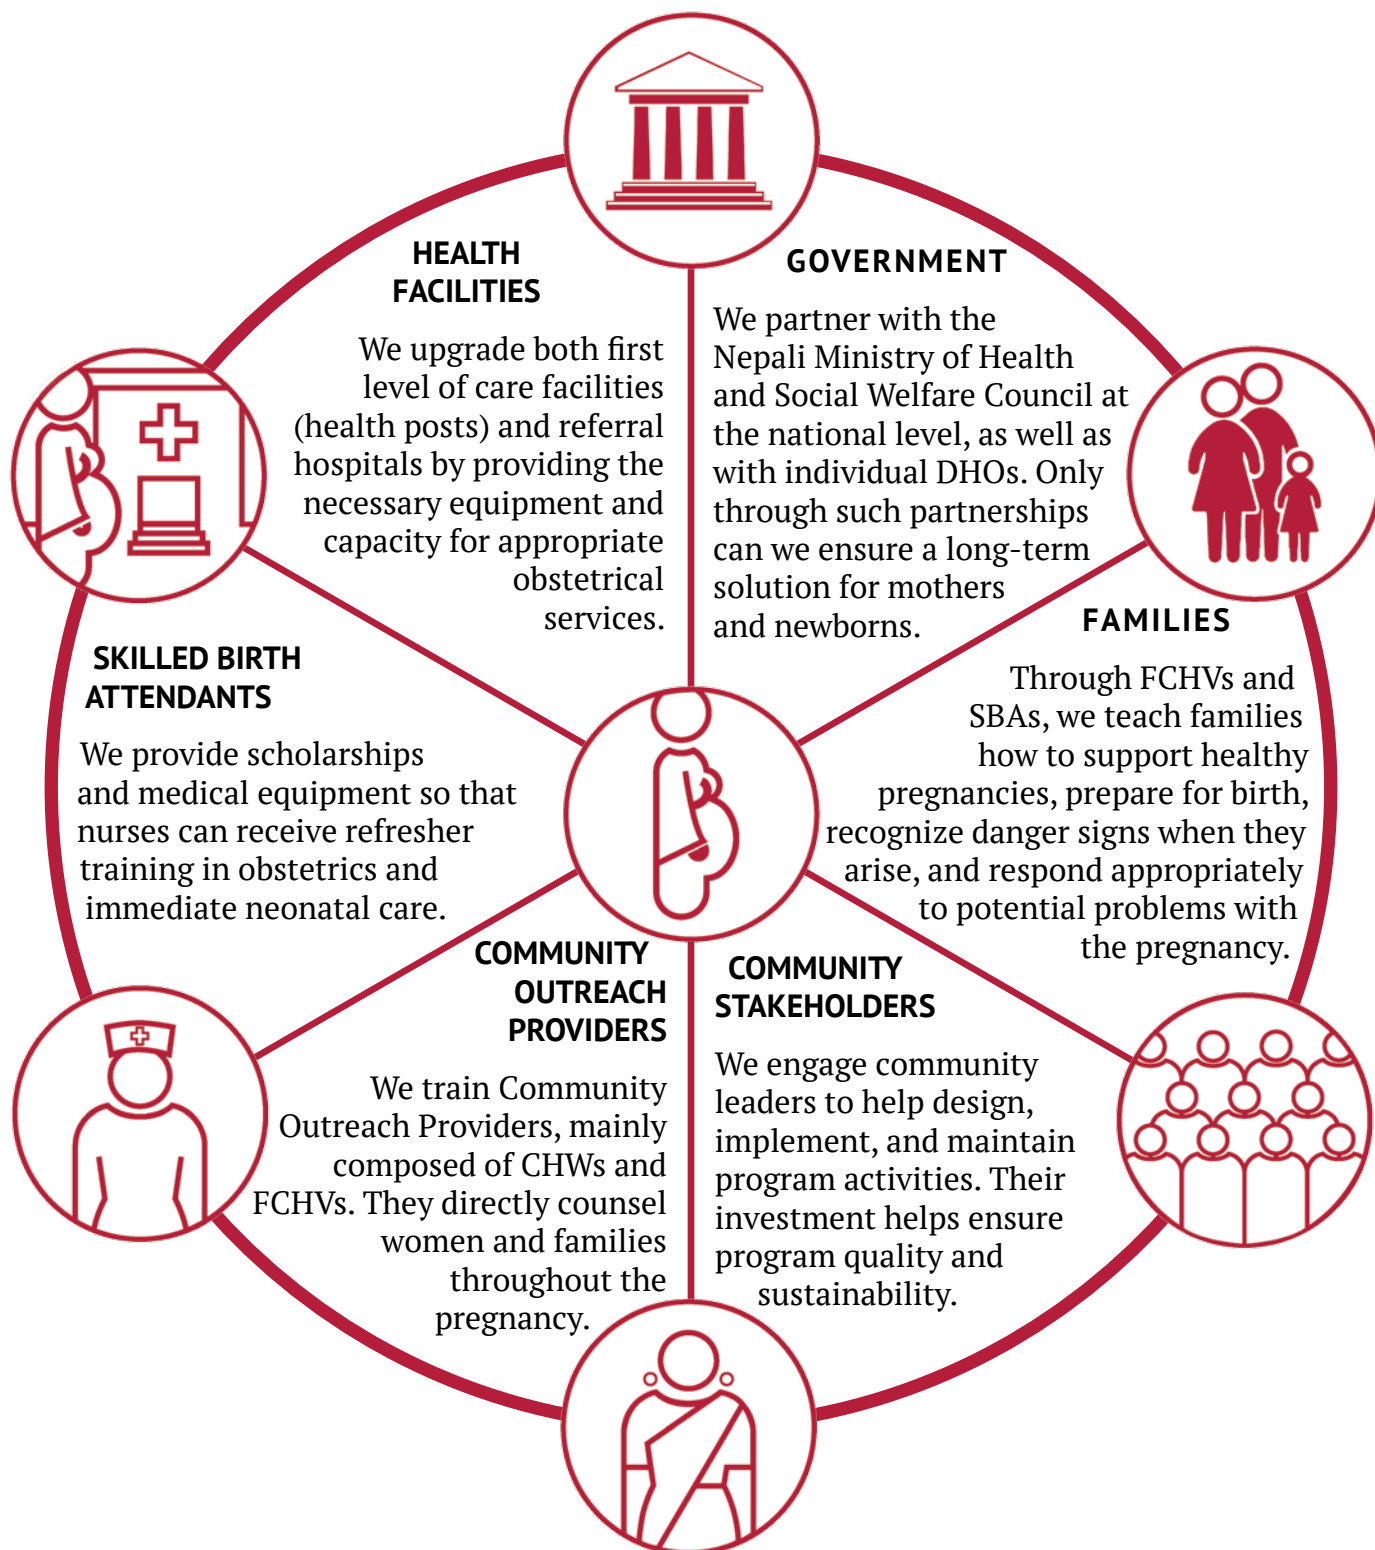 HEALTH
FACILITIES
We upgrade both first
level of care facilities
(health posts) and referral
hospitals by providing the
necessary equipment and
capacity for appropriate
obstetrical
services.
GOVERNMENT
We partner with the
Nepali Ministry of Health
and Social Welfare Council at
the national level, as well as
with individual DHOs. Only
through such partnerships
can we ensure a long-term
solution for mothers
and newborns.
SKILLED BIRTH
ATTENDANTS
We provide scholarships
and medical equipment so that
nurses can receive refresher
training in obstetrics and
immediate neonatal care.
FAMILIES
Through FCHVs and
SBAs, we teach families
how to support healthy
pregnancies, prepare for birth,
recognize danger signs when they
arise, and respond appropriately
to potential problems with
the pregnancy.
COMMUNITY
OUTREACH
PROVIDERS
We train Community
Outreach Providers, mainly
composed of CHWs and
FCHVs. They directly counsel
women and families
throughout the
pregnancy.
COMMUNITY
STAKEHOLDERS
We engage community
leaders to help design,
implement, and maintain
program activities. Their
investment helps ensure
program quality and
sustainability.